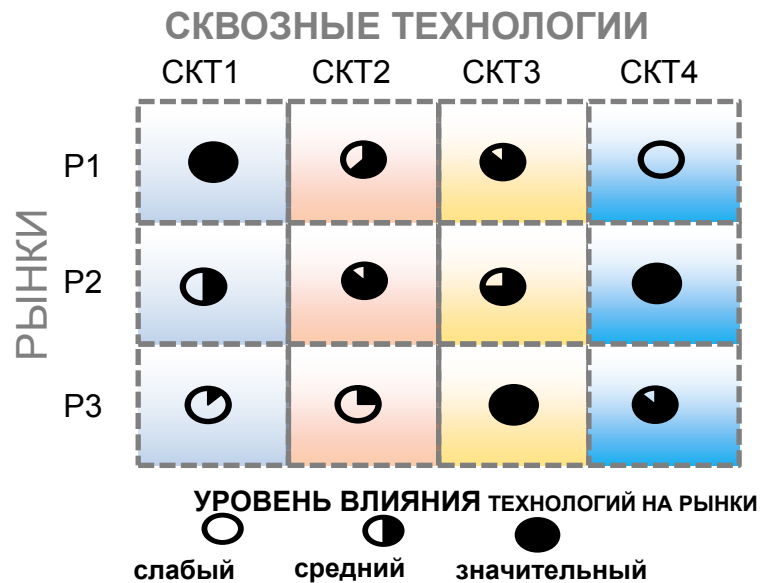 СКВОЗНЫЕ ТЕХНОЛОГИИ
СКТ1 СКТ2 СКТ3 СКТ4
РЫНКИ
Р1
Р2
Р3
УРОВЕНЬ ВЛИЯНИЯ ТЕХНОЛОГИЙ НА РЫНКИ
слабый средний значительный